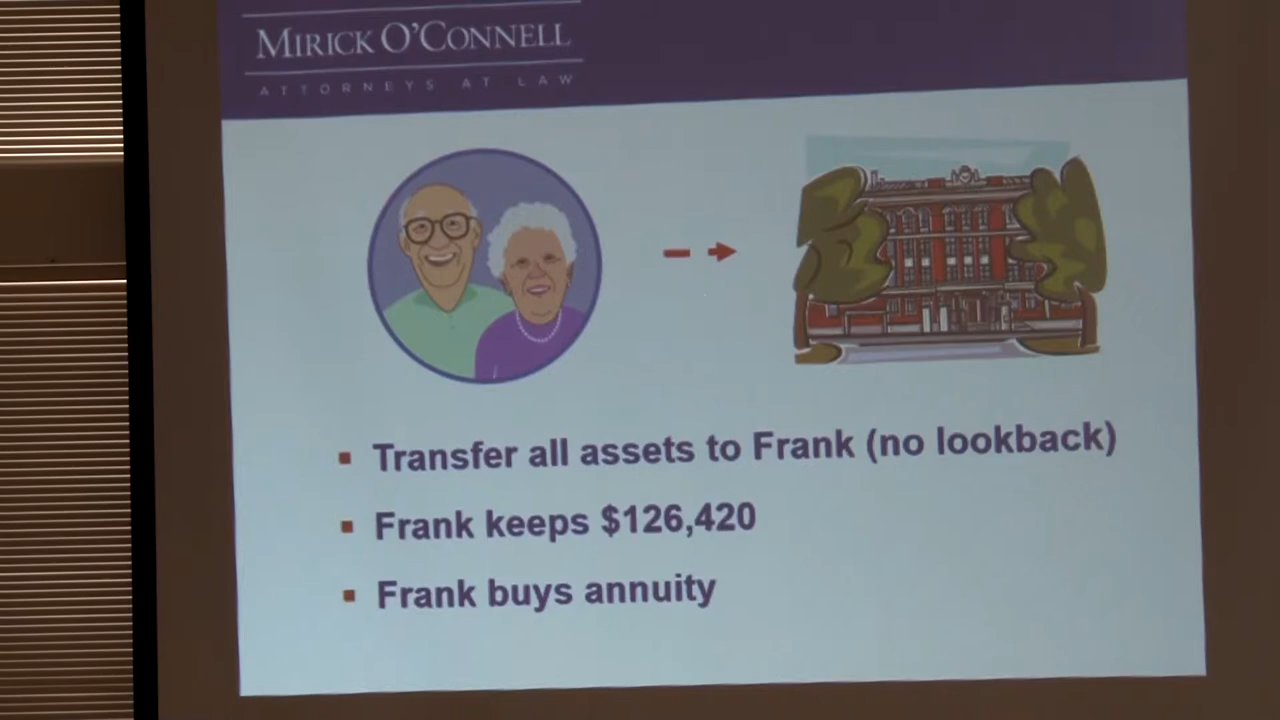 MIRICK O'CONNELL
ATTORNEYS AT LAW
▪ Transfer all assets to Frank (no lookback)
▪ Frank keeps $126,420
▪ Frank buys annuity